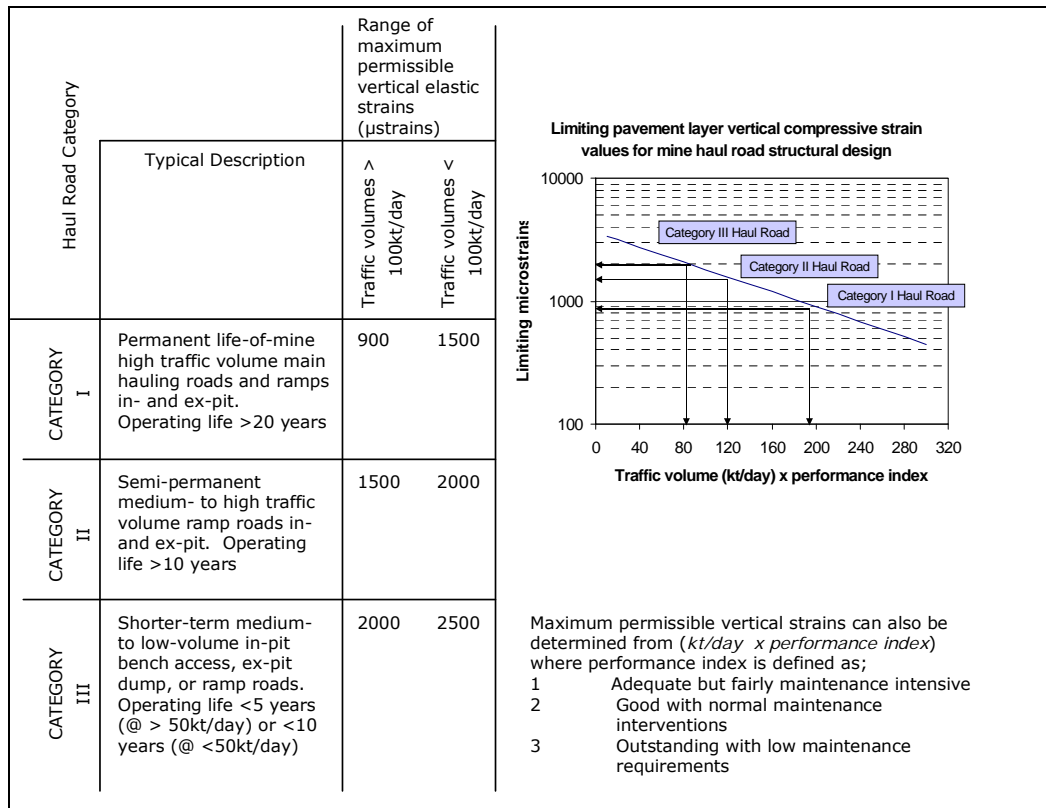 Haul Road Category
Typical Description
Range of
maximum
permissible
vertical elastic
strains
(µstrains)
Traffic volumes >
100kt/day
Traffic volumes <
100kt/day
CATEGORY
I
Permanent life-of-mine
high traffic volume main
hauling roads and ramps
in- and ex-pit.
Operating life >20 years
900
1500
CATEGORY
II
Semi-permanent
medium- to high traffic
volume ramp roads in-
and ex-pit. Operating
life >10 years
1500
2000
CATEGORY
III
Shorter-term medium-
to low-volume in-pit
bench access, ex-pit
dump, or ramp roads.
Operating life <5 years
(@ > 50kt/day) or <10
years (@ <50kt/day)
2000
2500
Limiting pavement layer vertical compressive strain
values for mine haul road structural design
Limiting microstrains
10000
1000
100
Category III Haul Road
Category II Haul Road
Category I Haul Road
0 40 80 120 160 200 240 280 320
Traffic volume (kt/day) x performance index
Maximum permissible vertical strains can also be
determined from (kt/day x performance index)
where performance index is defined as;
1 Adequate but fairly maintenance intensive
2 Good with normal maintenance
interventions
3 Outstanding with low maintenance
requirements